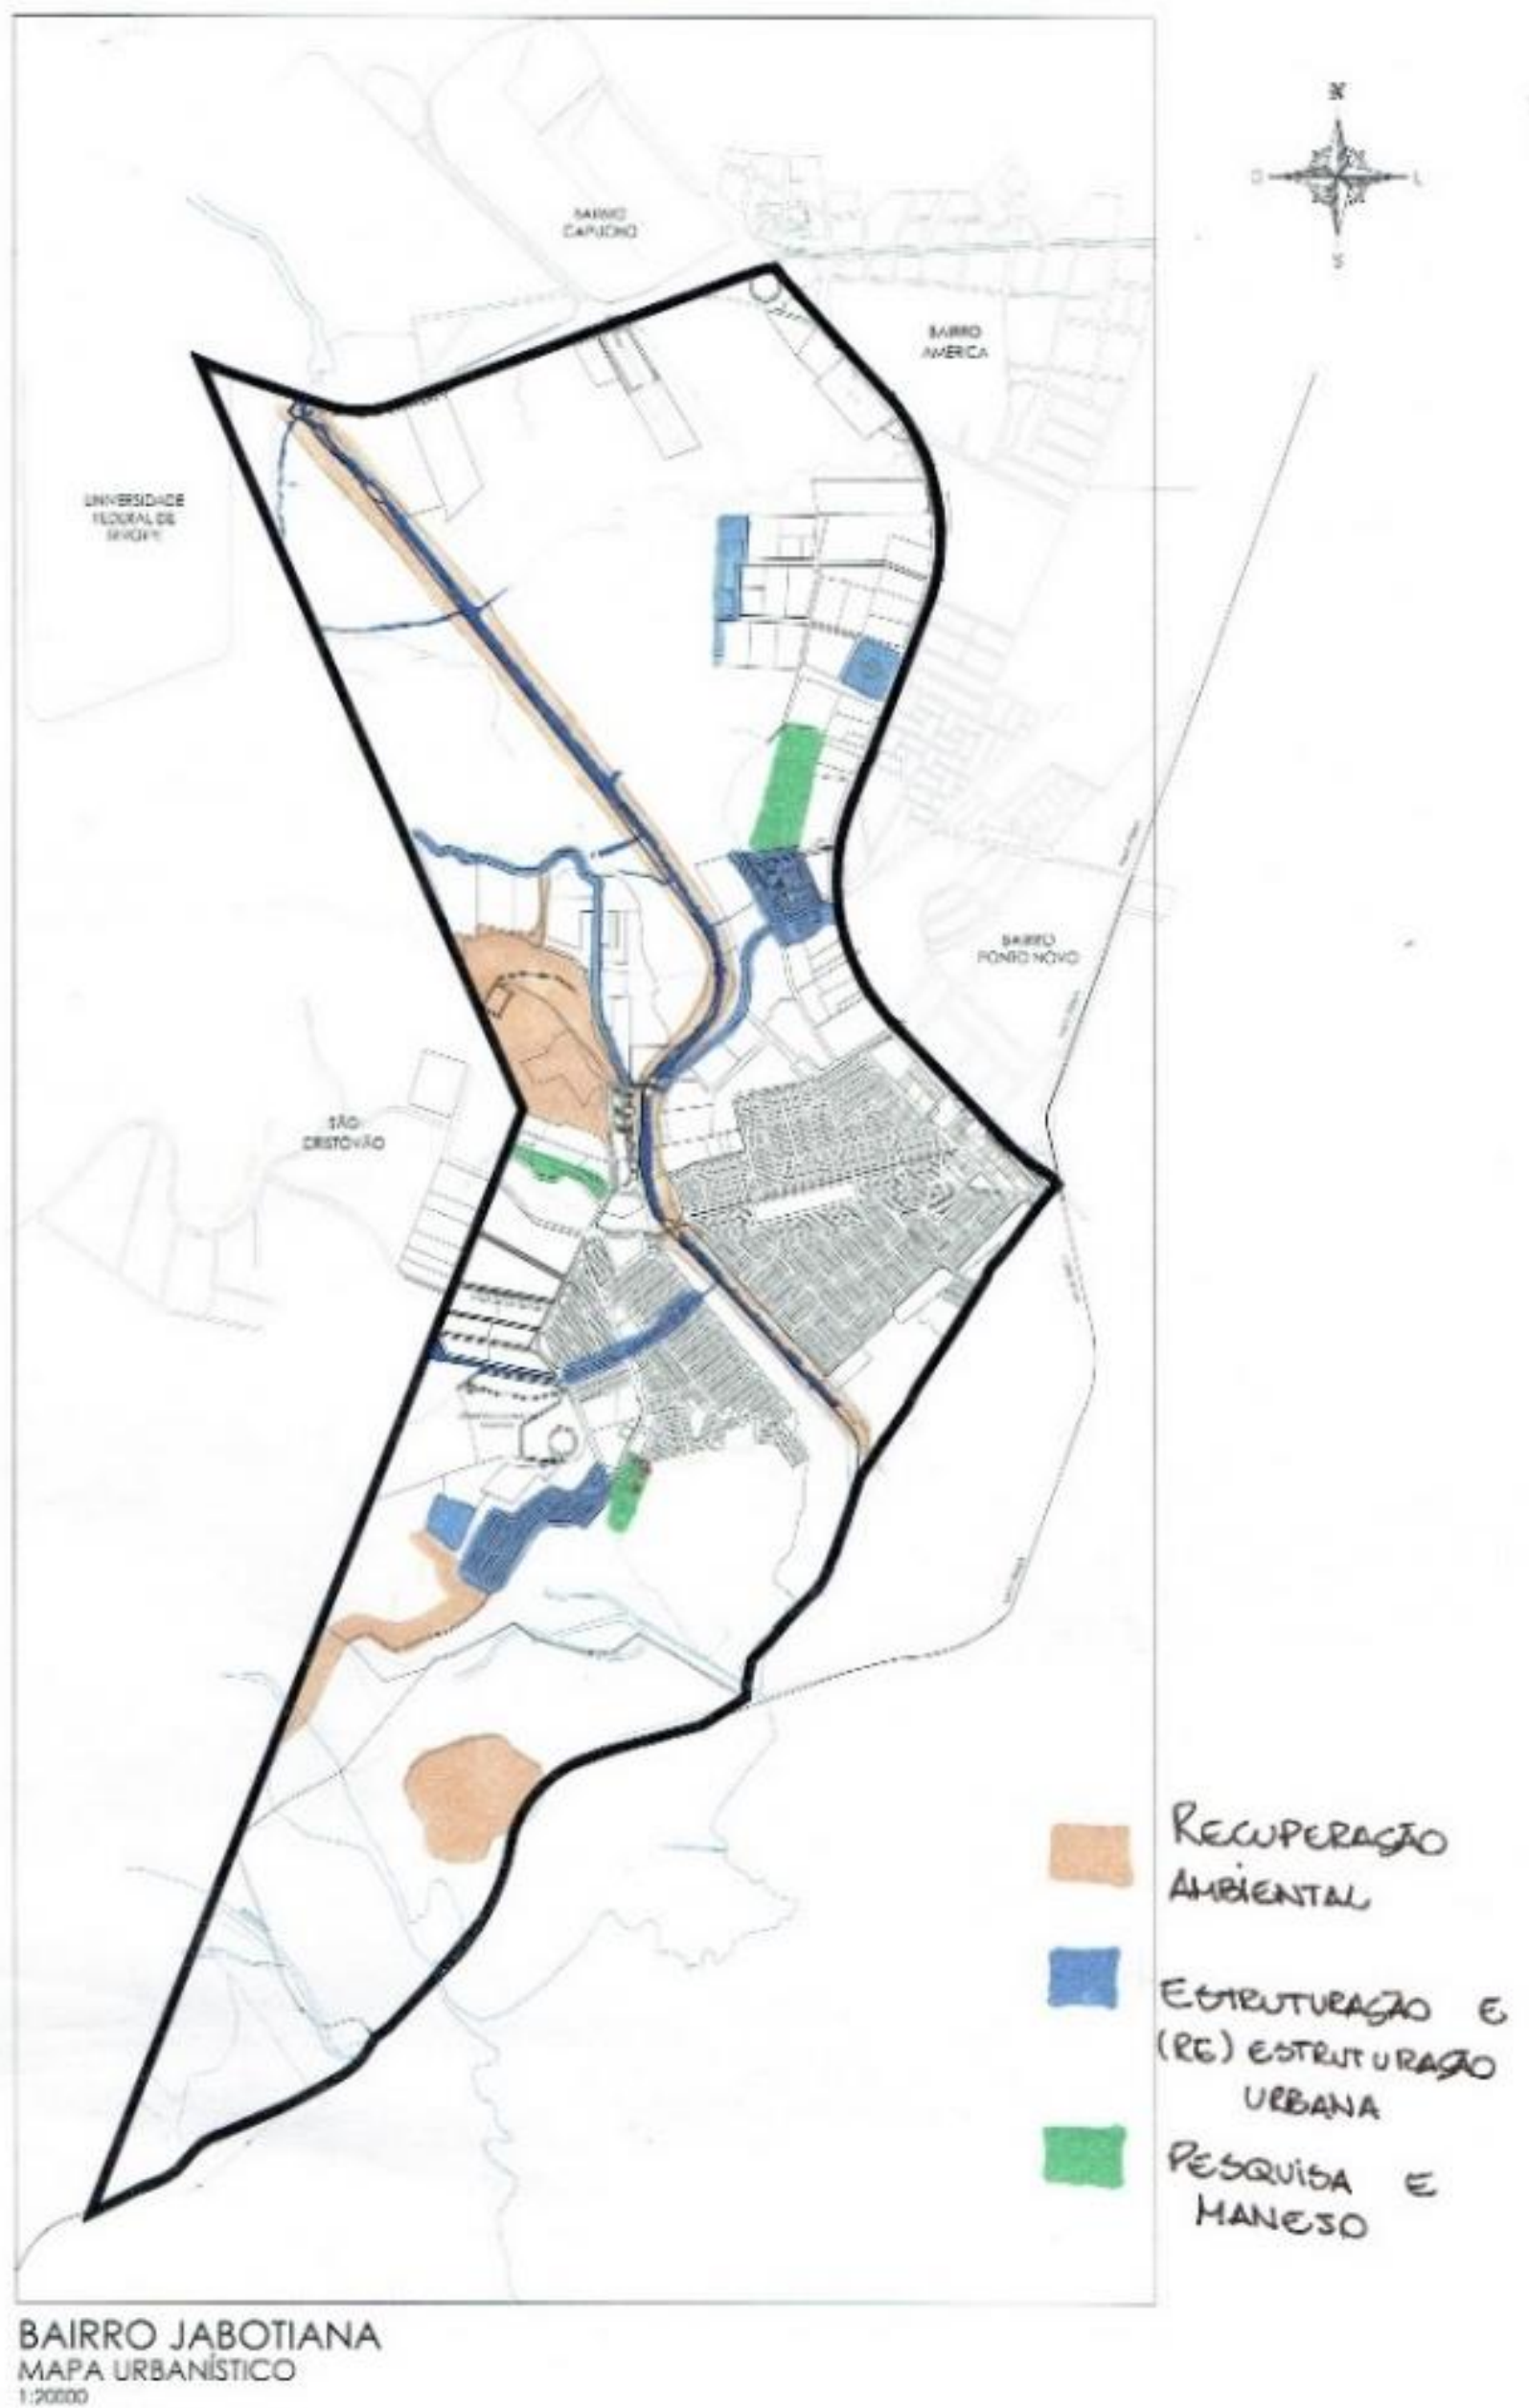 BAIRRO
CAPUCHO
BAIRRO
AMÉRICA
S
L
UNIVERSIDADE
FEDERAL DE
SERGIPE
BAIRRO
PONTO NOVO
SÃO
CRISTÓVÃO
RECUPERAÇÃO
AMBIENTAL
ESTRUTURAÇÃO E
(RE) ESTRUTURAÇÃO
URBANA
PESQUISA E
MANEJO
BAIRRO JABOTIANA
MAPA URBANÍSTICO
1:20000